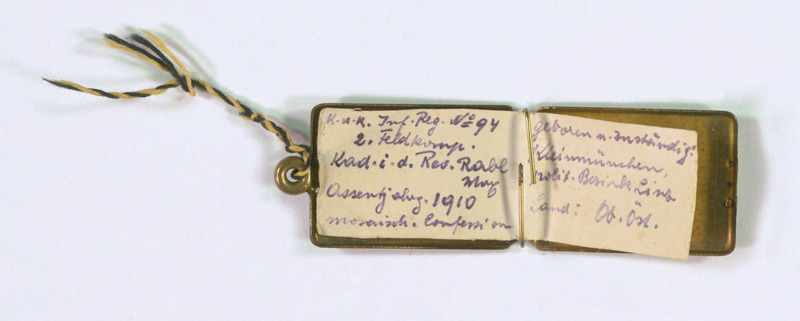 K.u.K. Inf. Reg. No 94
2. Feldkomp.
Kad. i. d. Res. Rabl
Max
Assentjahrg. 1910
mosaisch. Confession
geboren u. zuständig:
Kleinmünchen,
polit. Bezirk Linz
Land: Ob. Öst.